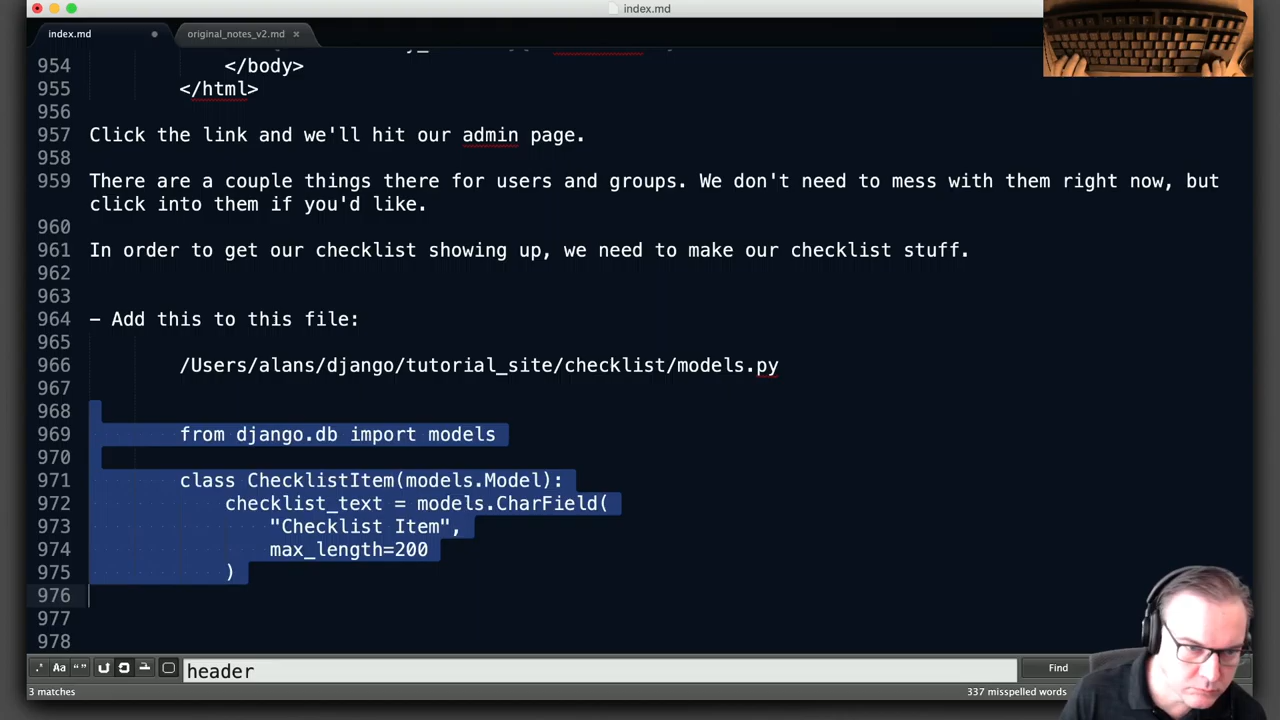 index.md
index.md
original_notes_v2.md
954 </body>
955 </html>
956
957 Click the link and we'll hit our admin page.
958
959 There are a couple things there for users and groups. We don't need to mess with them right now, but
click into them if you'd like.
960
961 In order to get our checklist showing up, we need to make our checklist stuff.
962
963
964 - Add this to this file:
965
966 /Users/alans/django/tutorial_site/checklist/models.py
967
968
969 from django.db import models
970
971 class ChecklistItem(models.Model):
972 checklist_text = models.CharField(
973 "Checklist Item",
974 max_length=200
975 )
976
977
978
.* Aa “” header Find
3 matches 337 misspelled words